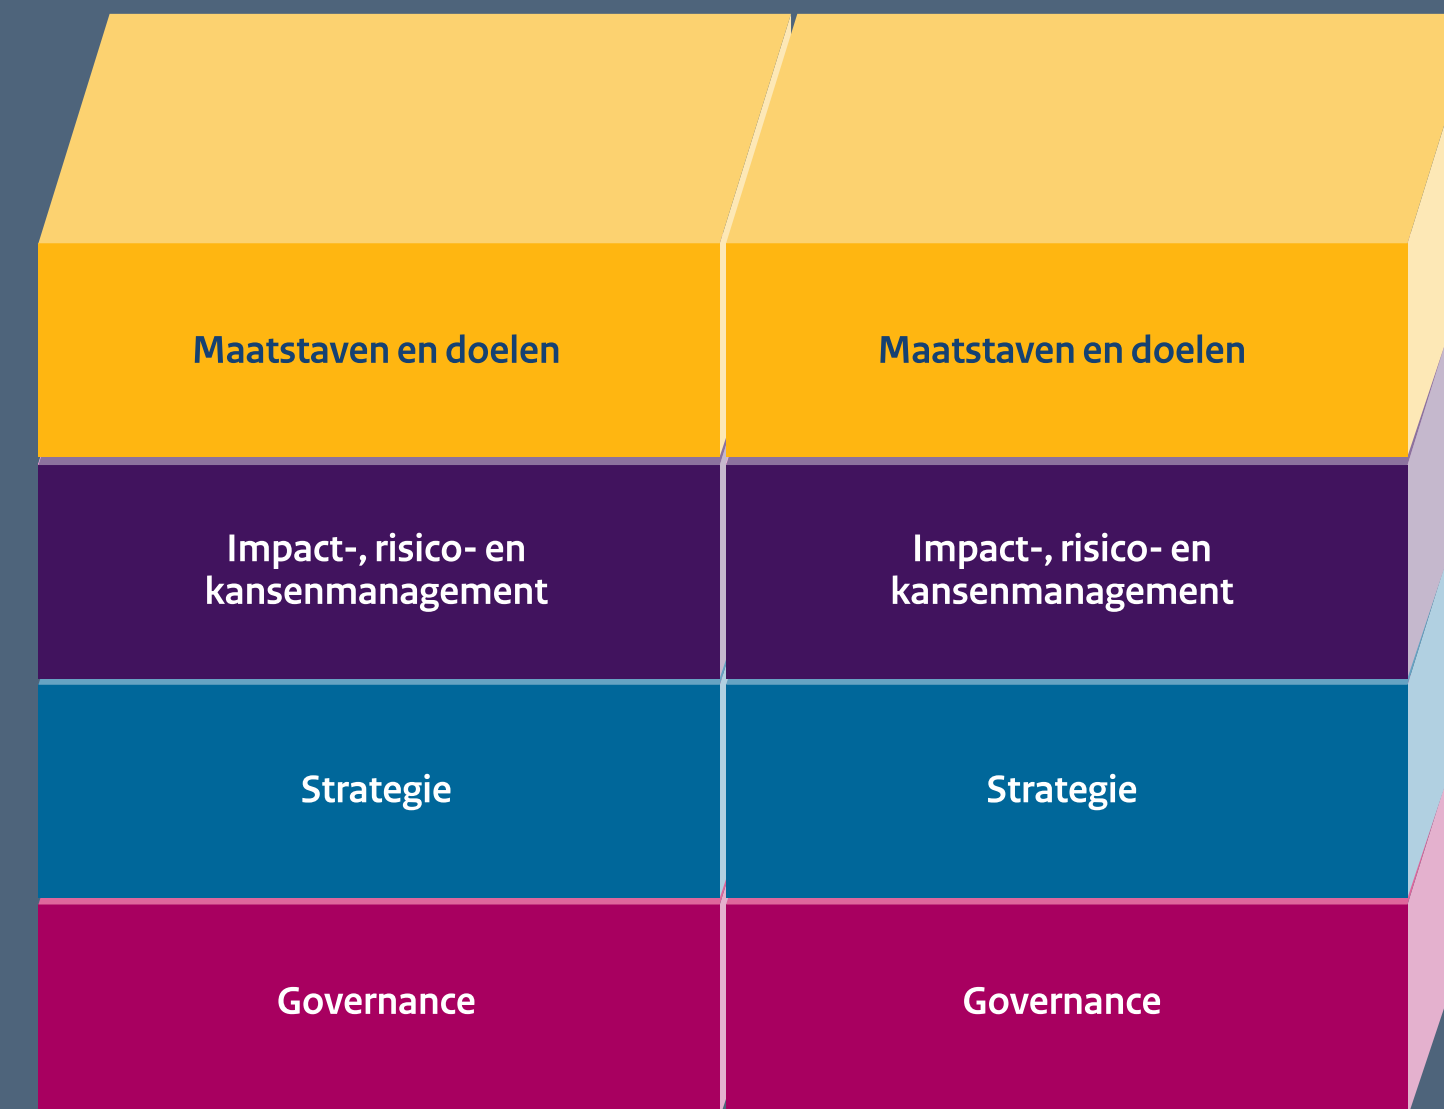 Maatstaven en doelen
Maatstaven en doelen
Impact-, risico- en
kansenmanagement
Impact-, risico- en
kansenmanagement
Strategie
Strategie
Governance
Governance